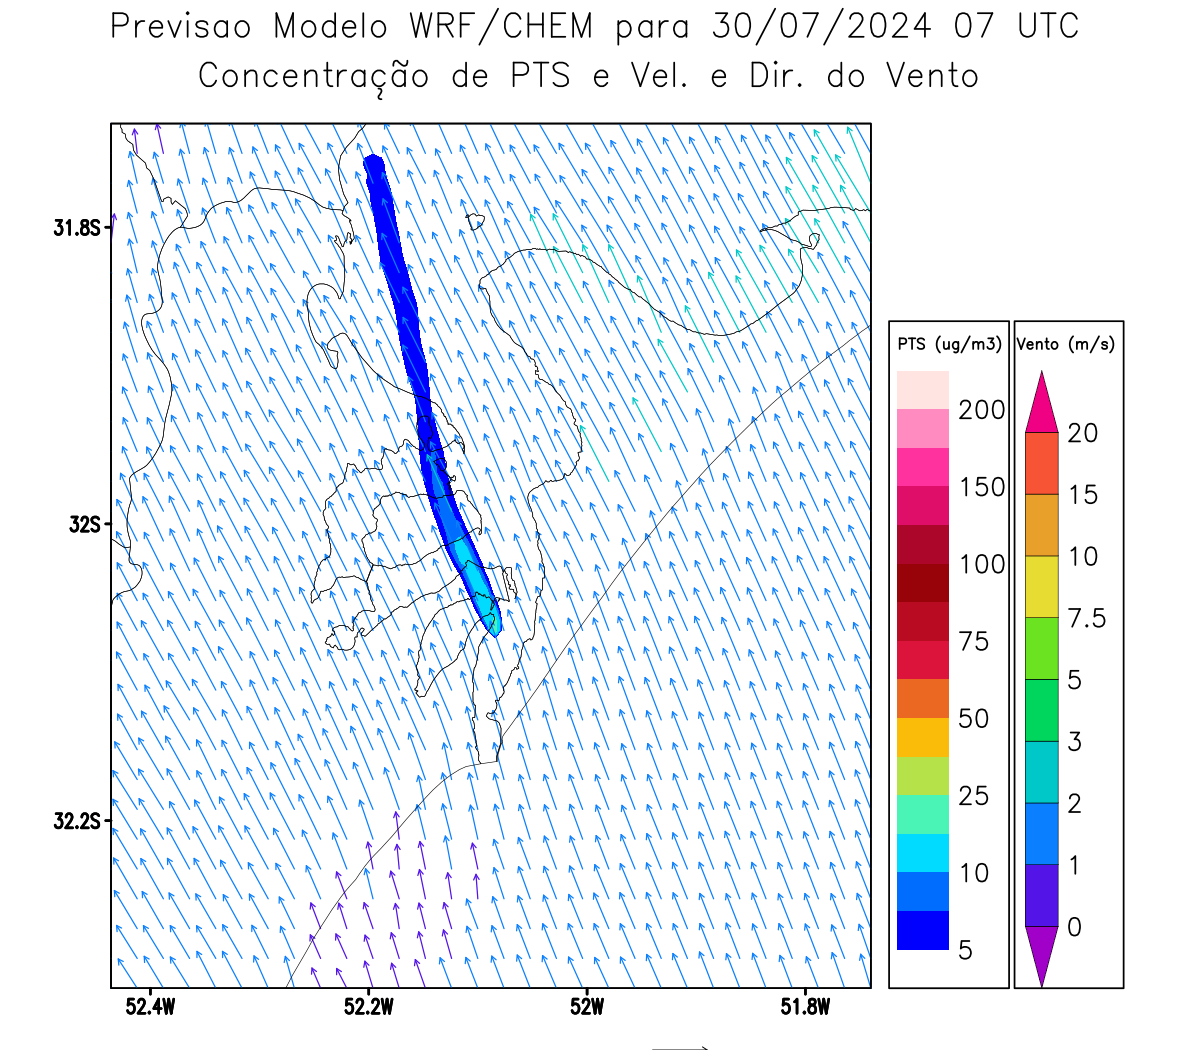 Previsao Modelo WRF/CHEM para 30/07/2024 07 UTC
Concentração de PTS e Vel. e Dir. do Vento
31.8S
32S
32.2S
52.4W 52.2W 52W 51.8W
PTS (ug/m3)
200
150
100
75
50
25
10
5
Vento (m/s)
20
15
10
7.5
5
3
2
1
0